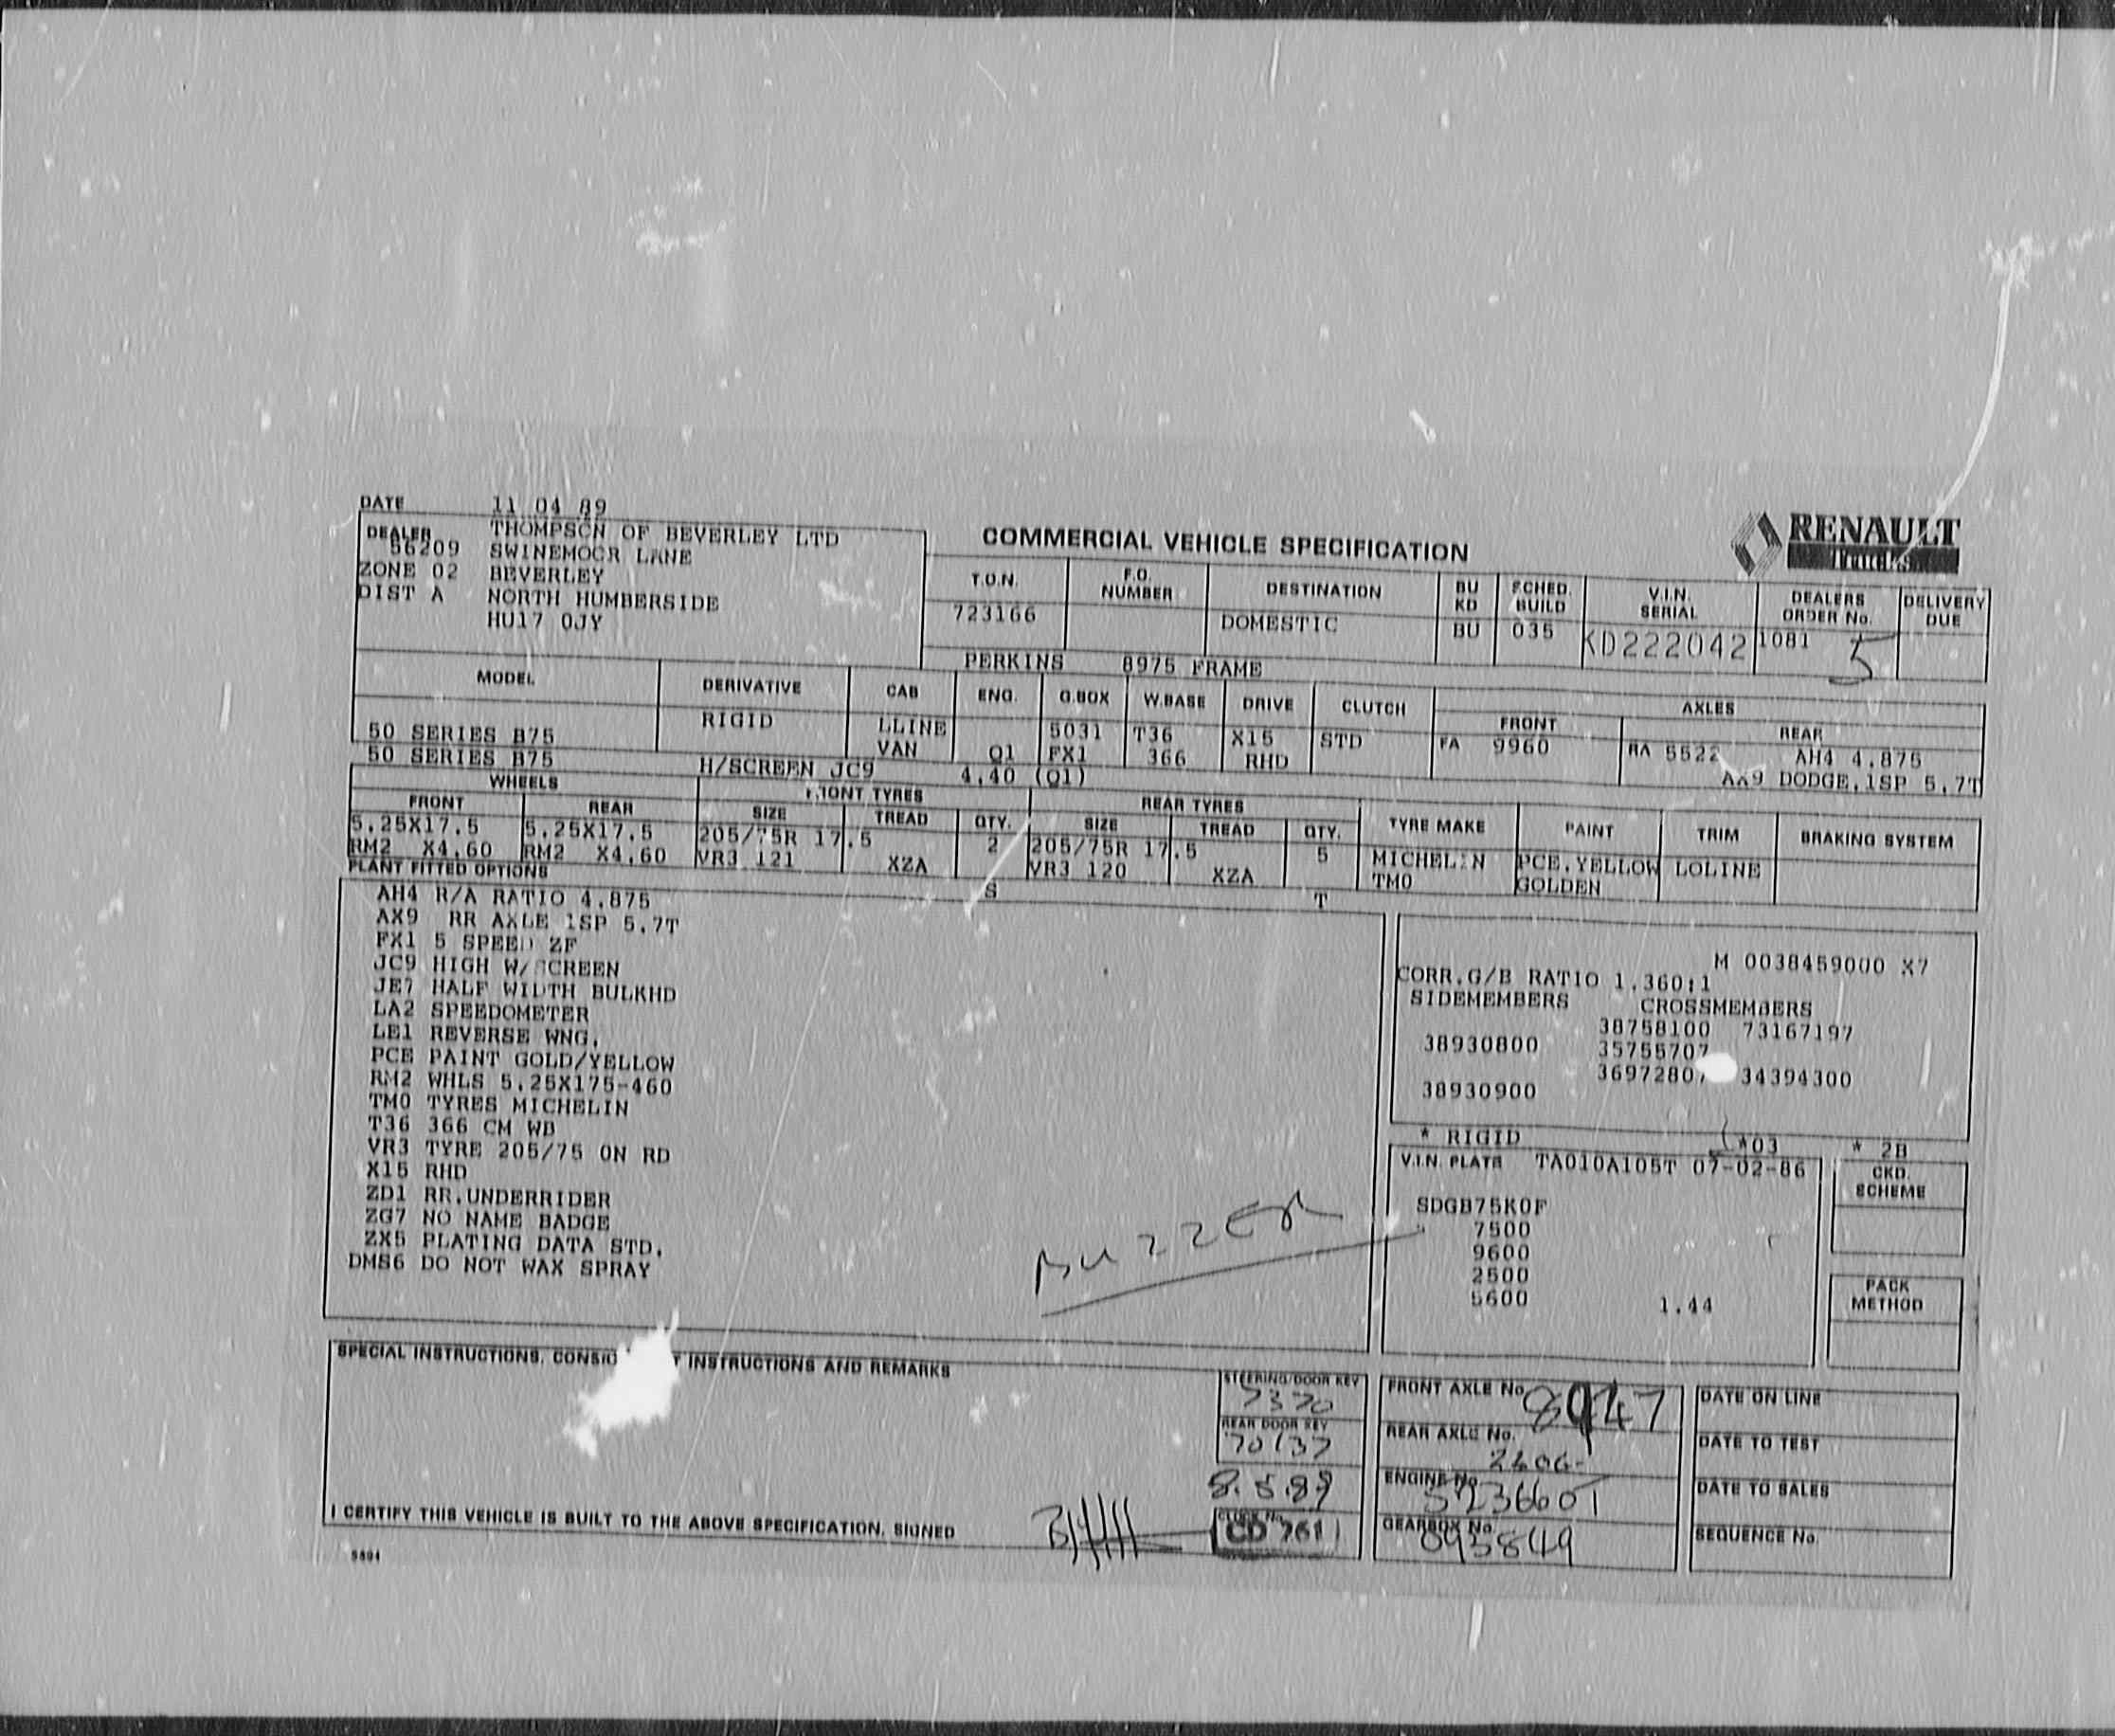 DATE 11 04 89
DEALER THOMPSON OF BEVERLEY LTD
56209 SWINEMOOR LANE
ZONE 02 BEVERLEY
DIST A NORTH HUMBERSIDE
HU17 0JY
COMMERCIAL VEHICLE SPECIFICATION
RENAULT
Trucks
T.O.N. F.O. NUMBER DESTINATION BU KD SCHED. BUILD V.I.N. SERIAL DEALERS ORDER No. DELIVERY DUE
723166 DOMESTIC BU 035 KD222042 1081 5
PERKINS 8975 FRAME
MODEL DERIVATIVE CAB ENG. G.BOX W.BASE DRIVE CLUTCH AXLES
FRONT REAR
50 SERIES B75 RIGID LLINE 5031 T36 X15 STD FA 9960 RA 5522 AH4 4.875
50 SERIES B75 VAN Q1 FX1 366 RHD AX9 DODGE.1SP 5.7T
H/SCREEN JC9 4.40 (Q1)
WHEELS FRONT TYRES REAR TYRES
FRONT REAR SIZE TREAD QTY. SIZE TREAD QTY. TYRE MAKE PAINT TRIM BRAKING SYSTEM
5.25X17.5 5.25X17.5 205/75R 17.5 2 205/75R 17.5 5 MICHELIN PCE.YELLOW LOLINE
RM2 X4.60 RM2 X4.60 VR3 121 XZA VR3 120 XZA TM0 GOLDEN
PLANT FITTED OPTIONS S T
AH4 R/A RATIO 4.875
AX9 RR AXLE 1SP 5.7T
FX1 5 SPEED ZF
JC9 HIGH W/SCREEN
JE7 HALF WIDTH BULKHD
LA2 SPEEDOMETER
LE1 REVERSE WNG.
PCE PAINT GOLD/YELLOW
RM2 WHLS 5.25X175-460
TM0 TYRES MICHELIN
T36 366 CM WB
VR3 TYRE 205/75 ON RD
X15 RHD
ZD1 RR.UNDERRIDER
ZG7 NO NAME BADGE
ZX5 PLATING DATA STD.
DMS6 DO NOT WAX SPRAY
BUZZER
M 0038459000 X7
CORR.G/B RATIO 1.360:1
SIDEMEMBERS CROSSMEMBERS
38758100 73167197
38930800 35755707
36972807 34394300
38930900
* RIGID *03 * 2B
V.I.N. PLATE TA010A105T 07-02-86
CKD. SCHEME
SDGB75K0F
7500
9600
2500
5600 1.44
PACK METHOD
SPECIAL INSTRUCTIONS, INSTRUCTIONS AND REMARKS
STEERING/DOOR KEY
7370
REAR DOOR KEY
70137
8.5.89
CD 761
FRONT AXLE No. 8947
REAR AXLE No.
ENGINE No.
GEARBOX No. 093849
DATE ON LINE
DATE TO TEST
DATE TO SALES
SEQUENCE No.
I CERTIFY THIS VEHICLE IS BUILT TO THE ABOVE SPECIFICATION. SIGNED
5894